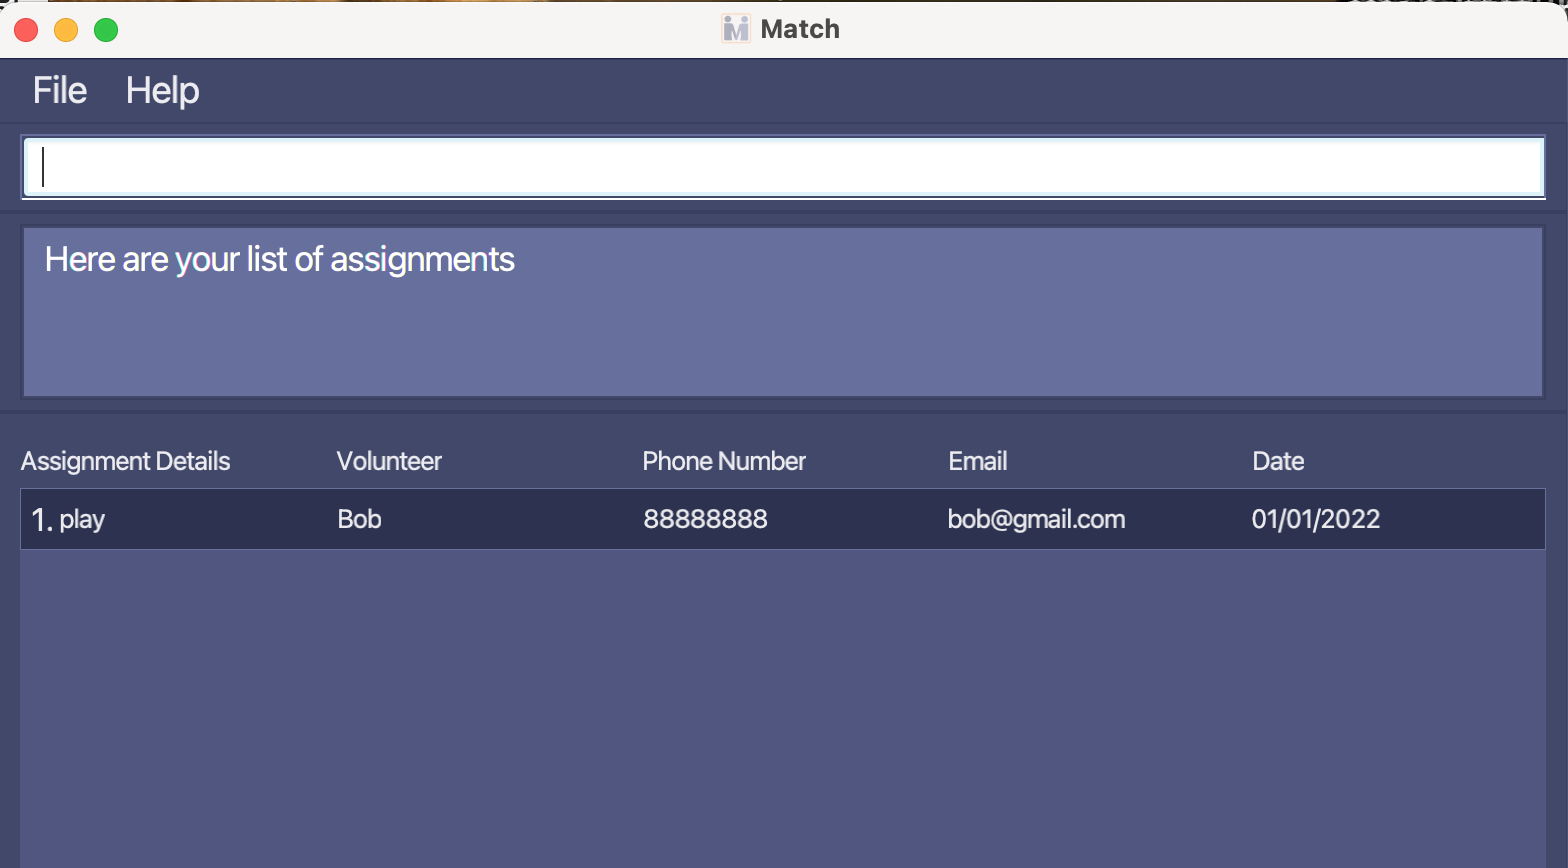 Match
File Help
Here are your list of assignments
Assignment Details Volunteer Phone Number Email Date
1. play Bob 88888888 bob@gmail.com 01/01/2022